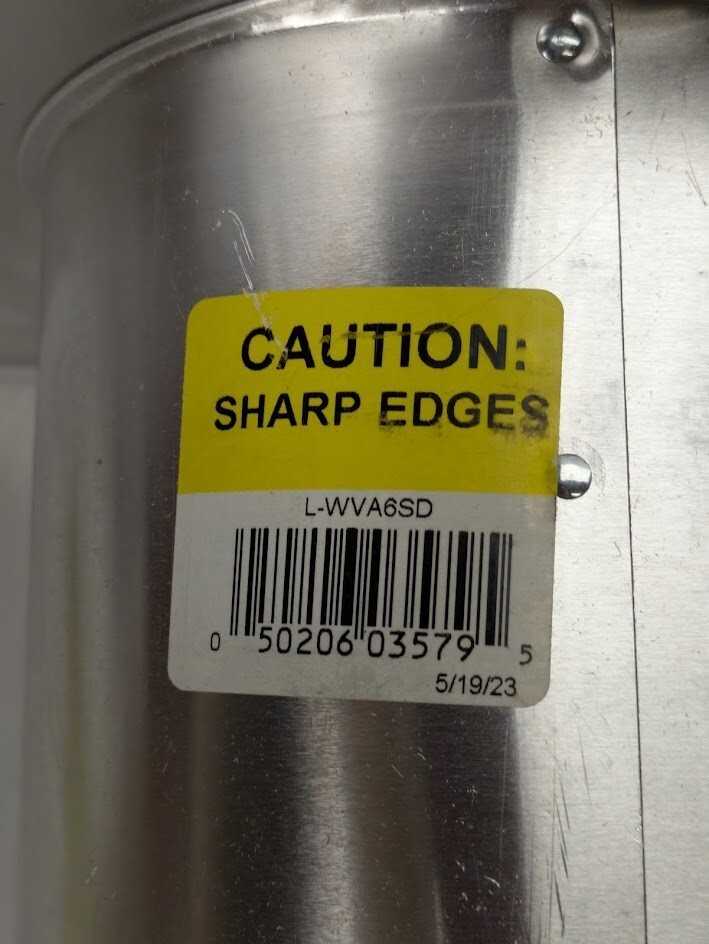 CAUTION:
SHARP EDGES
L-WVA6SD
0 50206 03579 5
5/19/23